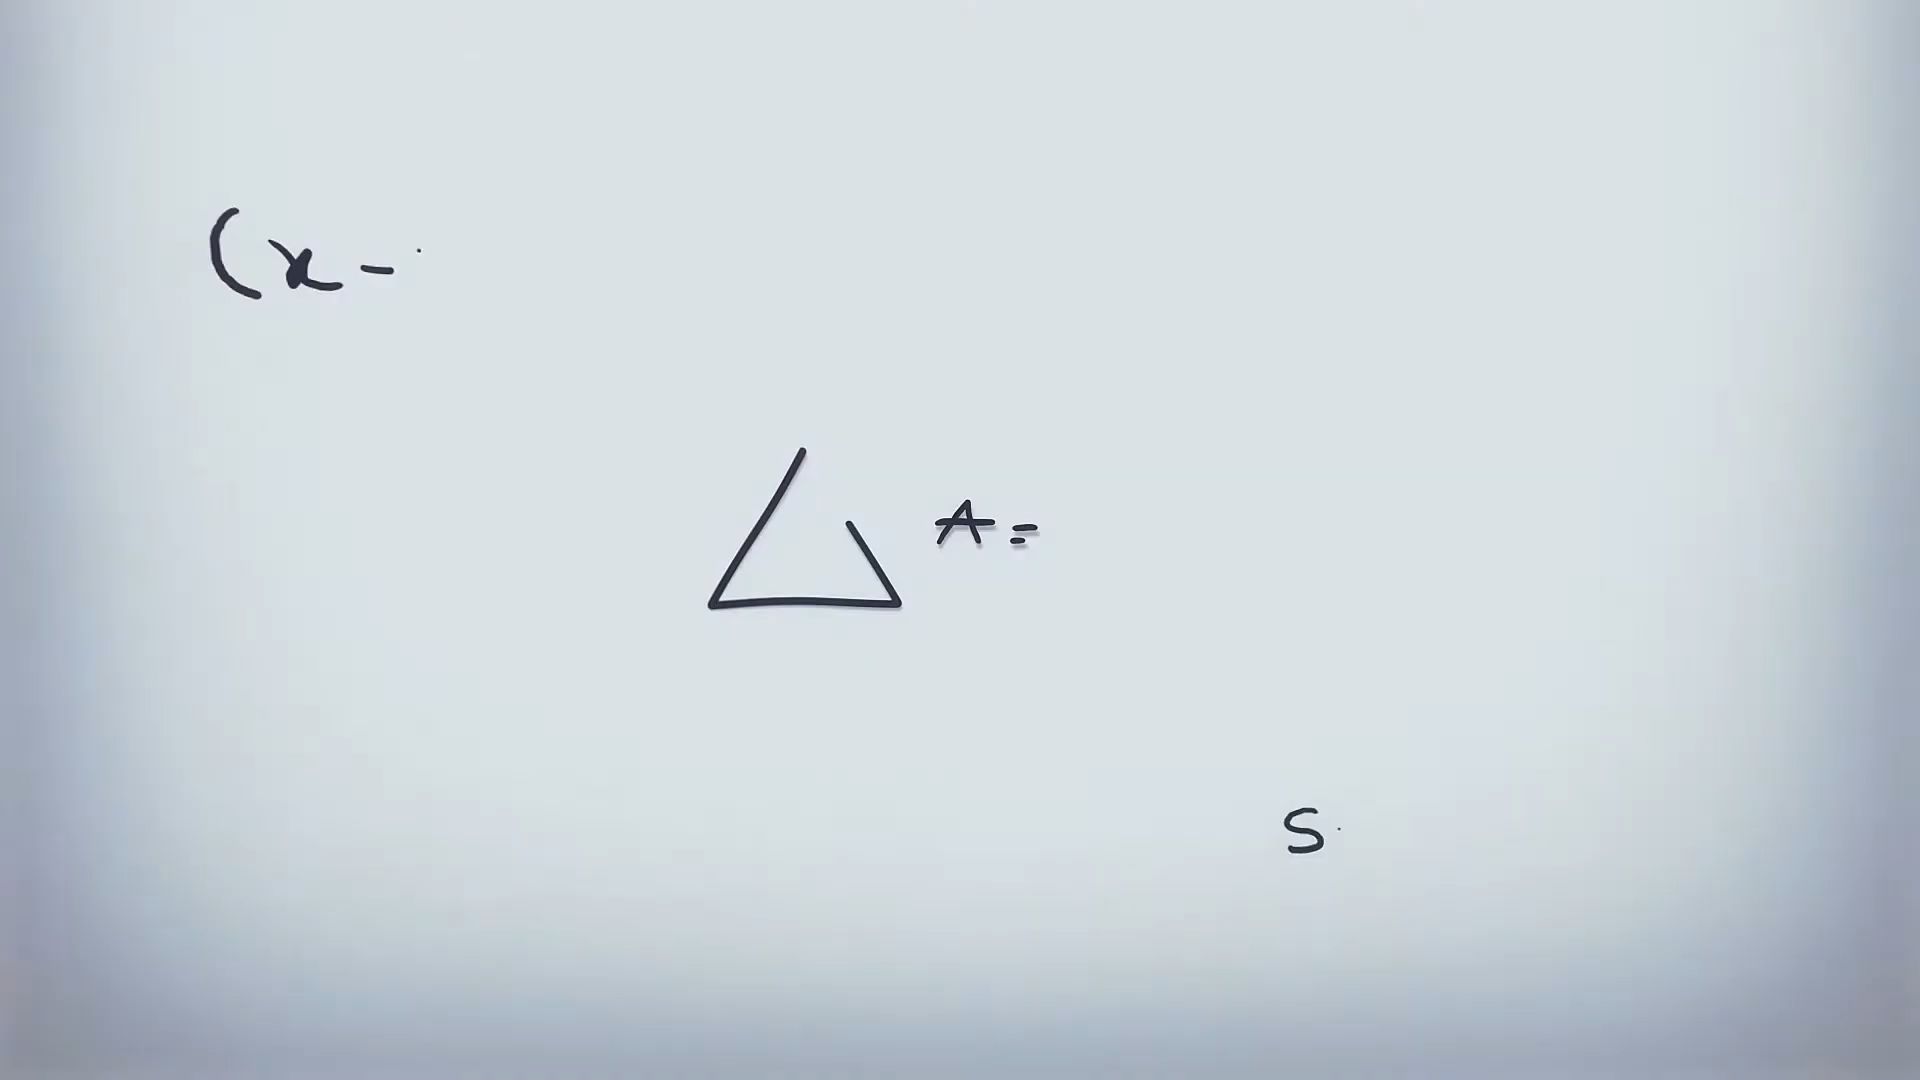 (x -
A =
S